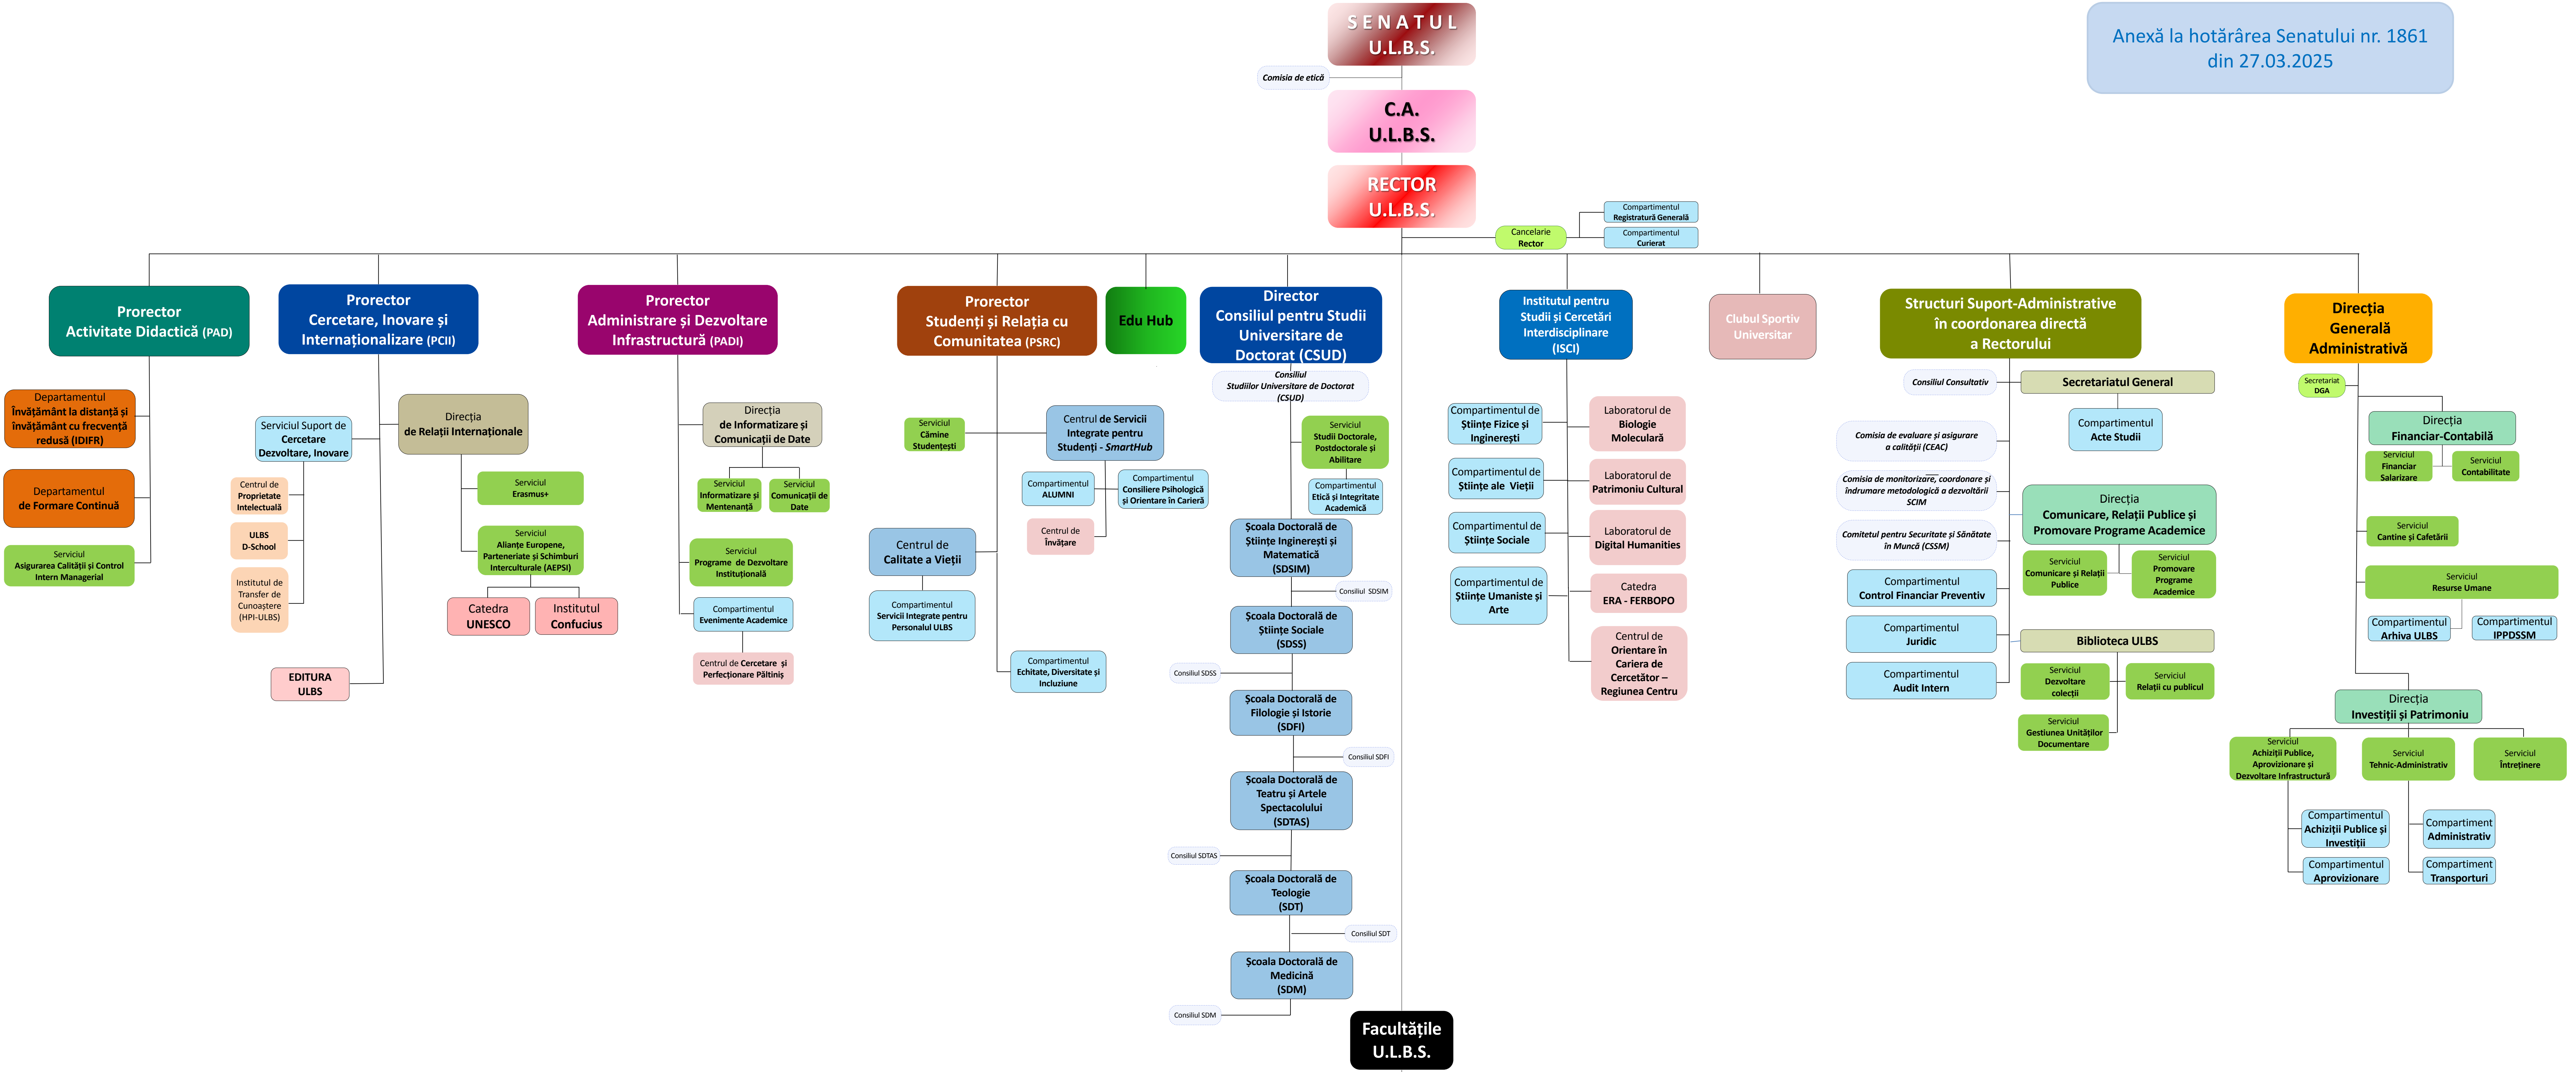 S E N A T U L
U.L.B.S.
Anexă la hotărârea Senatului nr. 1861
din 27.03.2025
Comisia de etică
C.A.
U.L.B.S.
RECTOR
U.L.B.S.
Compartimentul
Registratură Generală
Cancelarie
Rector
Compartimentul
Curierat
Prorector
Activitate Didactică (PAD)
Departamentul
Învățământ la distanță și
învățământ cu frecvență
redusă (IDIFR)
Departamentul
de Formare Continuă
Serviciul
Asigurarea Calității și Control
Intern Managerial
Prorector
Cercetare, Inovare și
Internaționalizare (PCII)
Serviciul Suport de
Cercetare
Dezvoltare, Inovare
Centrul de
Proprietate
Intelectuală
ULBS
D-School
Institutul de
Transfer de
Cunoaștere
(HPI-ULBS)
EDITURA
ULBS
Direcția
de Relații Internaționale
Serviciul
Erasmus+
Serviciul
Alianțe Europene,
Parteneriate și Schimburi
Interculturale (AEPSI)
Catedra
UNESCO
Institutul
Confucius
Prorector
Administrare și Dezvoltare
Infrastructură (PADI)
Direcția
de Informatizare și
Comunicații de Date
Serviciul
Informatizare și
Mentenanță
Serviciul
Comunicații de
Date
Serviciul
Programe  de Dezvoltare
Instituțională
Compartimentul
Evenimente Academice
Centrul de Cercetare  și
Perfecționare Păltiniș
Prorector
Studenți și Relația cu
Comunitatea (PSRC)
Serviciul
Cămine
Studențești
Centrul de Servicii
Integrate pentru
Studenți - SmartHub
Compartimentul
ALUMNI
Compartimentul
Consiliere Psihologică
și Orientare în Carieră
Centrul de
Învățare
Centrul de
Calitate a Vieții
Compartimentul
Servicii Integrate pentru
Personalul ULBS
Compartimentul
Echitate, Diversitate și
Incluziune
Edu Hub
Director
Consiliul pentru Studii
Universitare de
Doctorat (CSUD)
Consiliul
Studiilor Universitare de Doctorat
(CSUD)
Serviciul
Studii Doctorale,
Postdoctorale și
Abilitare
Compartimentul
Etică și Integritate
Academică
Școala Doctorală de
Științe Inginerești și
Matematică
(SDSIM)
Consiliul  SDSIM
Școala Doctorală de
Științe Sociale
(SDSS)
Consiliul SDSS
Școala Doctorală de
Filologie și Istorie
(SDFI)
Consiliul SDFI
Școala Doctorală de
Teatru și Artele
Spectacolului
(SDTAS)
Consiliul SDTAS
Școala Doctorală de
Teologie
(SDT)
Consiliul SDT
Școala Doctorală de
Medicină
(SDM)
Consiliul SDM
Facultățile
U.L.B.S.
Institutul pentru
Studii și Cercetări
Interdisciplinare
(ISCI)
Compartimentul de
Științe Fizice și
Inginerești
Compartimentul de
Științe ale  Vieții
Compartimentul de
Științe Sociale
Compartimentul de
Științe Umaniste și
Arte
Laboratorul de
Biologie
Moleculară
Laboratorul de
Patrimoniu Cultural
Laboratorul de
Digital Humanities
Catedra
ERA - FERBOPO
Centrul de
Orientare în
Cariera de
Cercetător –
Regiunea Centru
Clubul Sportiv
Universitar
Structuri Suport-Administrative
în coordonarea directă
a Rectorului
Consiliul Consultativ
Comisia de evaluare și asigurare
a calității (CEAC)
Comisia de monitorizare, coordonare și
îndrumare metodologică a dezvoltării
SCIM
Comitetul pentru Securitate și Sănătate
în Muncă (CSSM)
Compartimentul
Control Financiar Preventiv
Compartimentul
Juridic
Compartimentul
Audit Intern
Secretariatul General
Compartimentul
Acte Studii
Direcția
Comunicare, Relații Publice și
Promovare Programe Academice
Serviciul
Comunicare și Relații
Publice
Serviciul
Promovare
Programe
Academice
Biblioteca ULBS
Serviciul
Dezvoltare
colecții
Serviciul
Relații cu publicul
Serviciul
Gestiunea Unităților
Documentare
Direcția
Generală
Administrativă
Secretariat
DGA
Direcția
Financiar-Contabilă
Serviciul
Financiar
Salarizare
Serviciul
Contabilitate
Serviciul
Cantine și Cafetării
Serviciul
Resurse Umane
Compartimentul
Arhiva ULBS
Compartimentul
IPPDSSM
Direcția
Investiții și Patrimoniu
Serviciul
Achiziții Publice,
Aprovizionare și
Dezvoltare Infrastructură
Serviciul
Tehnic-Administrativ
Serviciul
Întreținere
Compartimentul
Achiziții Publice și
Investiții
Compartimentul
Aprovizionare
Compartiment
Administrativ
Compartiment
Transporturi